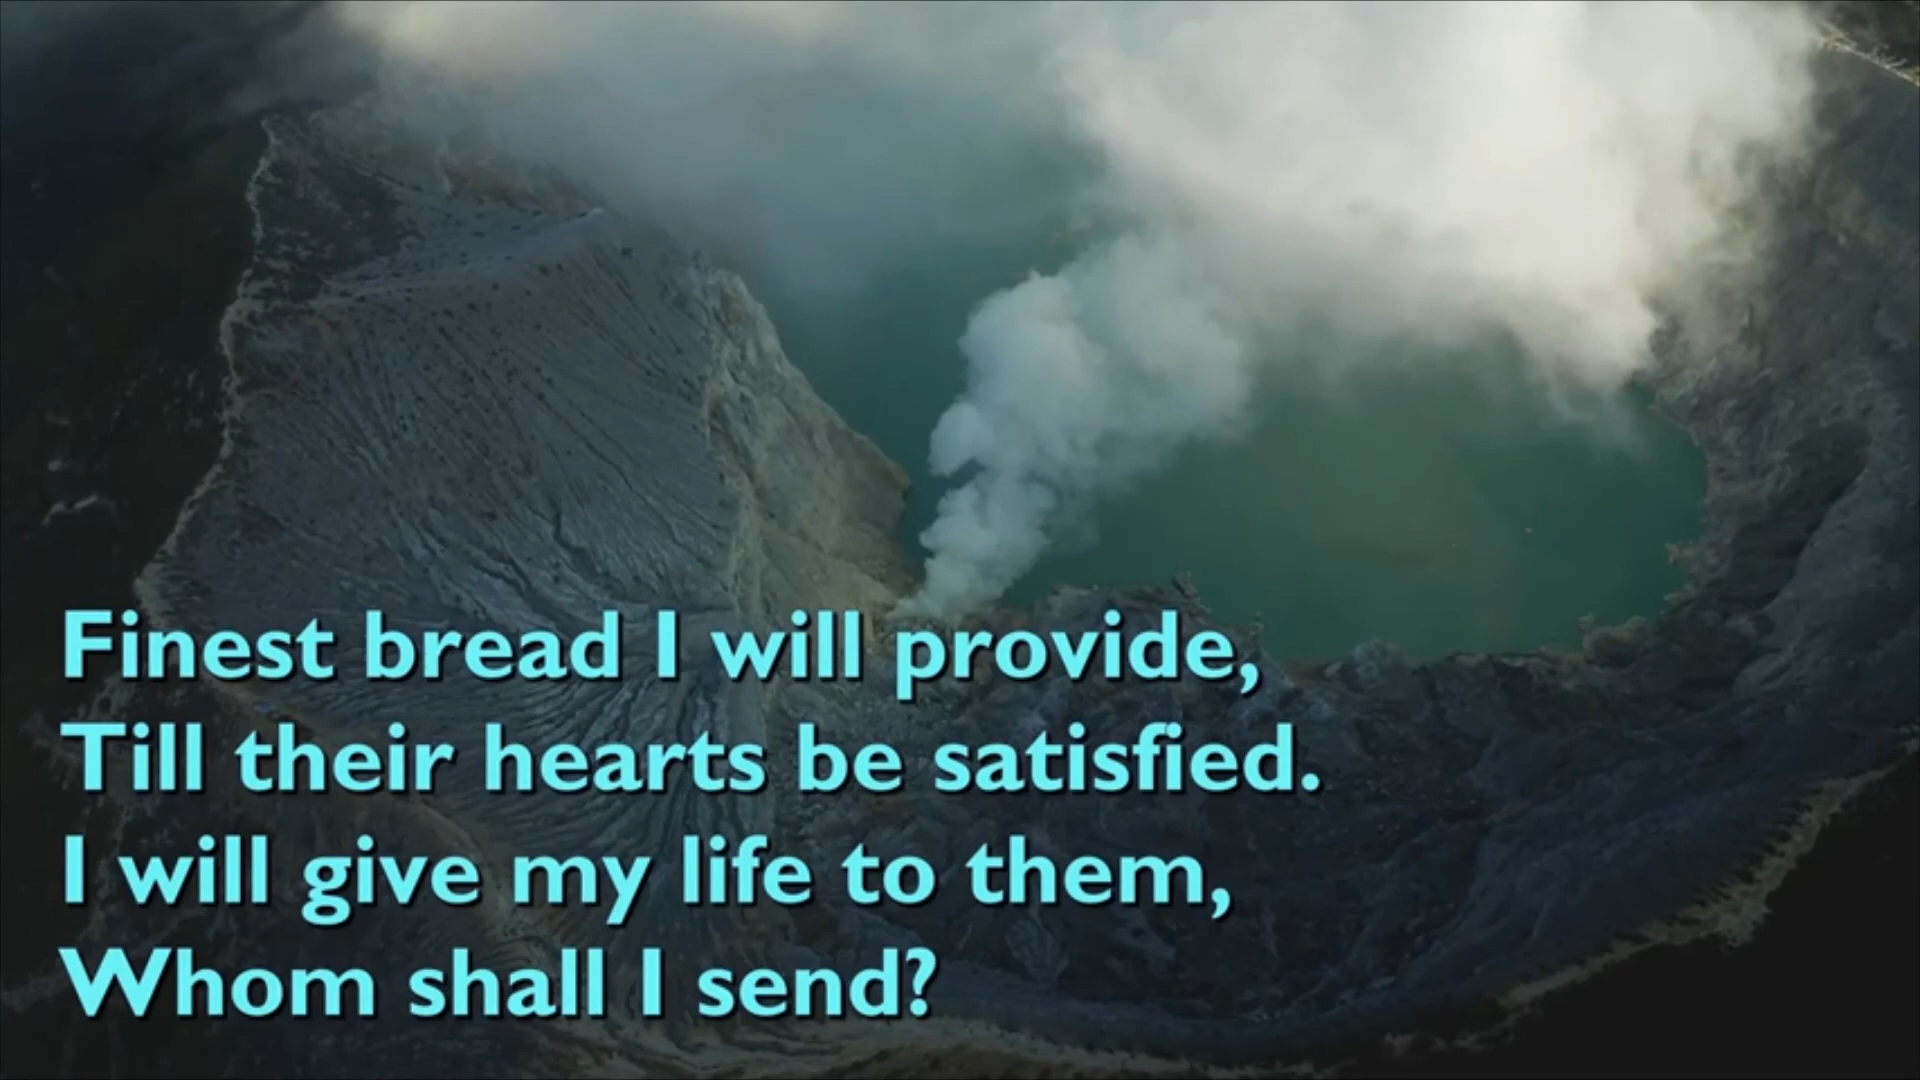 Finest bread I will provide,
Till their hearts be satisfied.
I will give my life to them,
Whom shall I send?